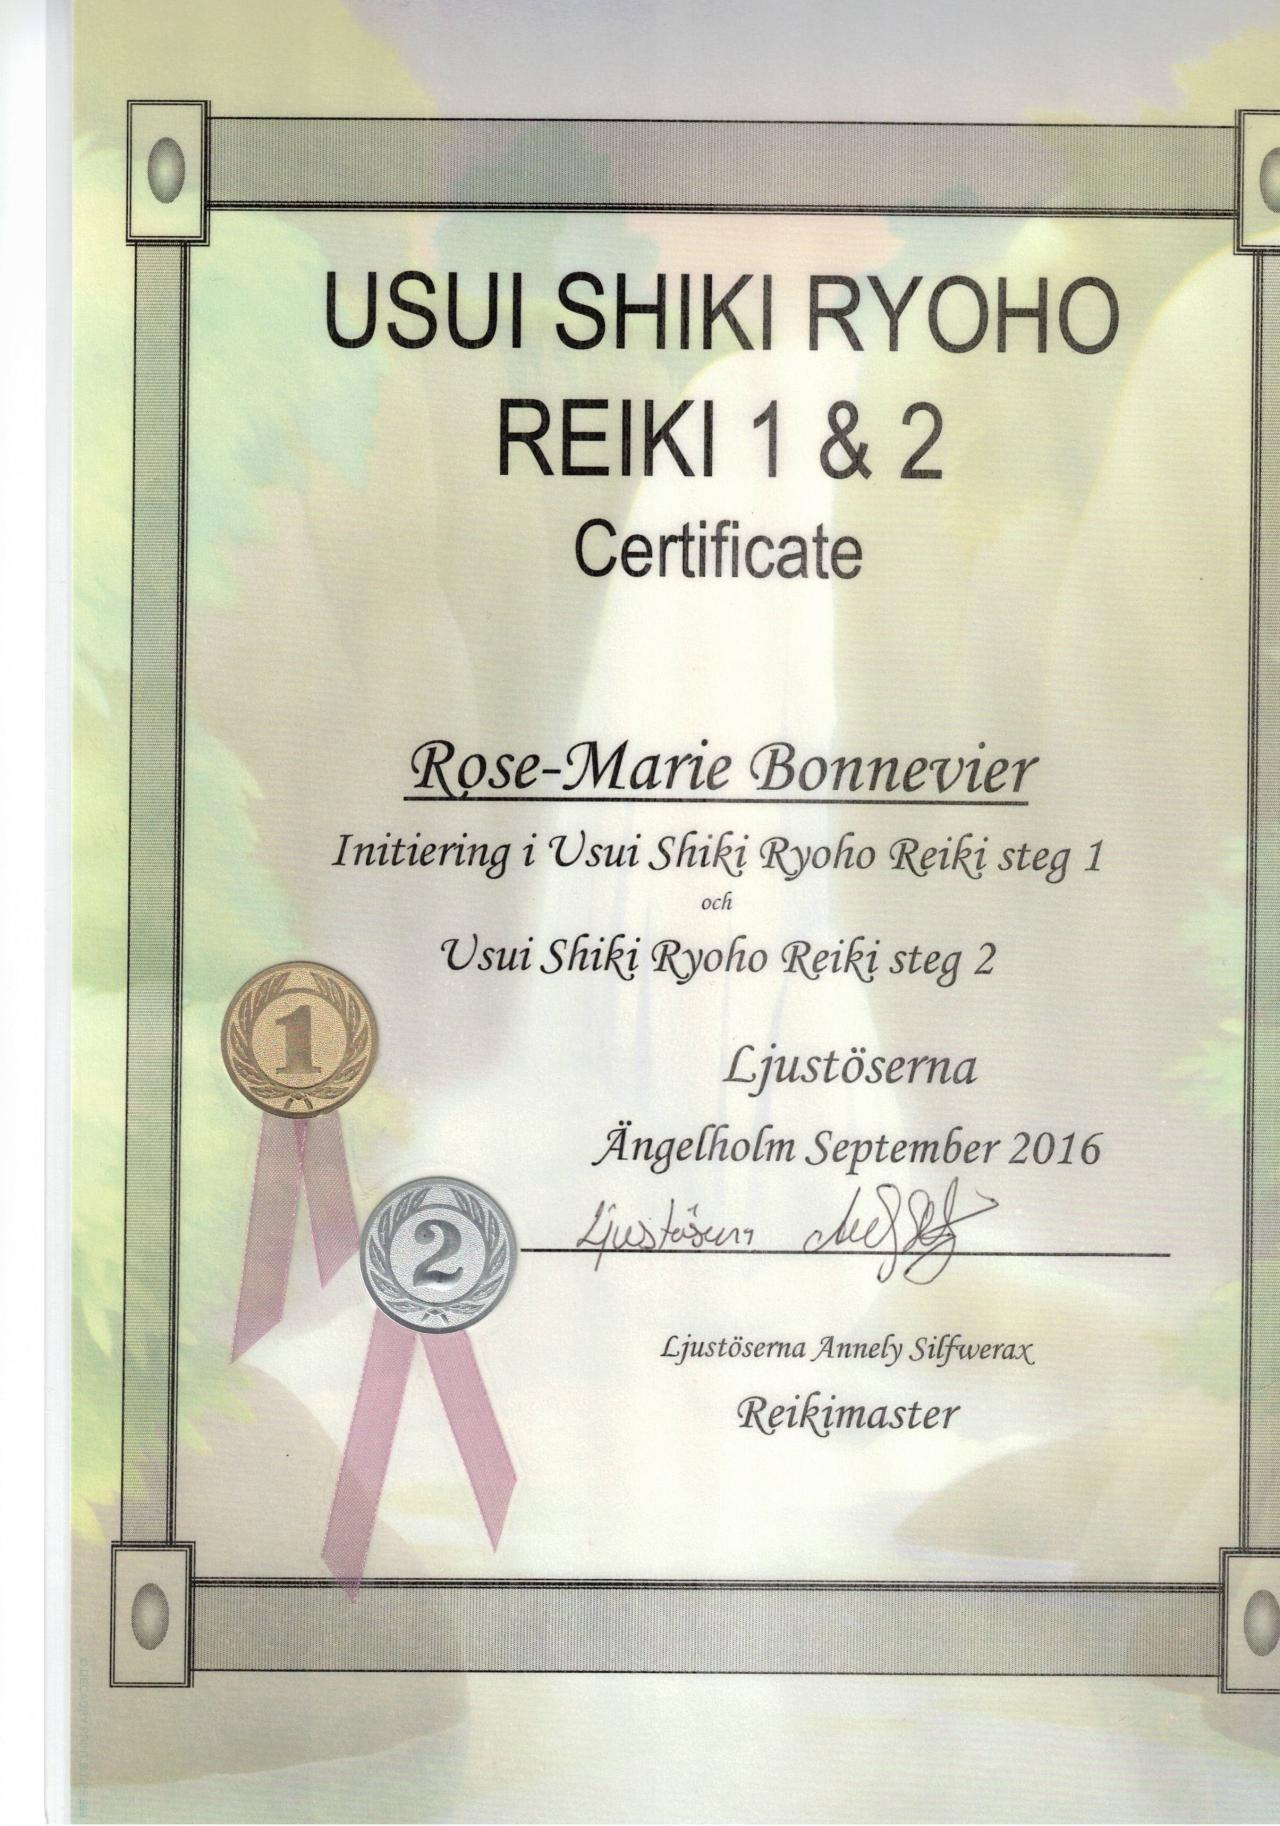 USUI SHIKI RYOHO
REIKI 1 & 2
Certificate
Rose-Marie Bonnevier
Initiering i Usui Shiki Ryoho Reiki steg 1
och
Usui Shiki Ryoho Reiki steg 2
1
Ljustöserna
Ängelholm September 2016
2
Ljustösern
Ljustöserna Annely Silfwerax
Reikimaster